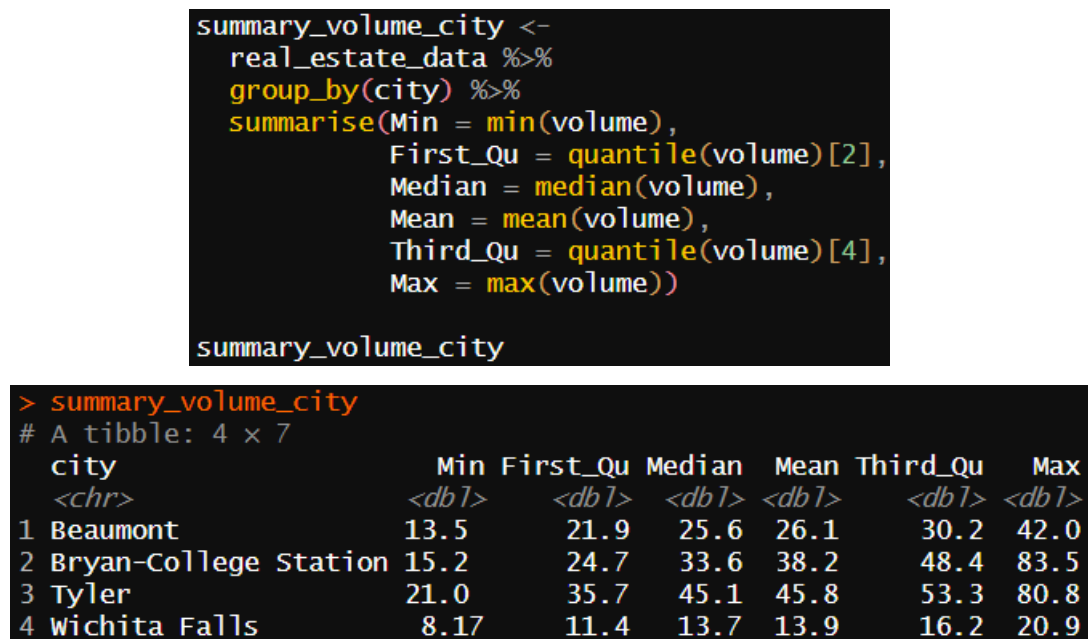 summary_volume_city <-
  real_estate_data %>%
  group_by(city) %>%
  summarise(Min = min(volume),
            First_Qu = quantile(volume)[2],
            Median = median(volume),
            Mean = mean(volume),
            Third_Qu = quantile(volume)[4],
            Max = max(volume))
summary_volume_city
> summary_volume_city
# A tibble: 4 × 7
  city                    Min First_Qu Median  Mean Third_Qu   Max
  <chr>                 <dbl>    <dbl>  <dbl> <dbl>    <dbl> <dbl>
1 Beaumont              13.5      21.9   25.6  26.1     30.2  42.0
2 Bryan-College Station 15.2      24.7   33.6  38.2     48.4  83.5
3 Tyler                 21.0      35.7   45.1  45.8     53.3  80.8
4 Wichita Falls          8.17     11.4   13.7  13.9     16.2  20.9